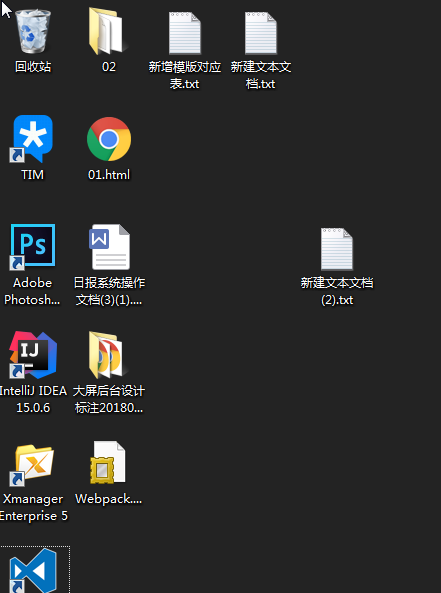 回收站
02
新增模版对应
表.txt
新建文本文
档.txt
TIM
01.html
Ps
Adobe
Photosh...
W
日报系统操作
文档(3)(1)....
新建文本文档
(2).txt
IJ
IntelliJ IDEA
15.0.6
大屏后台设计
标注20180...
Xmanager
Enterprise 5
Webpack....